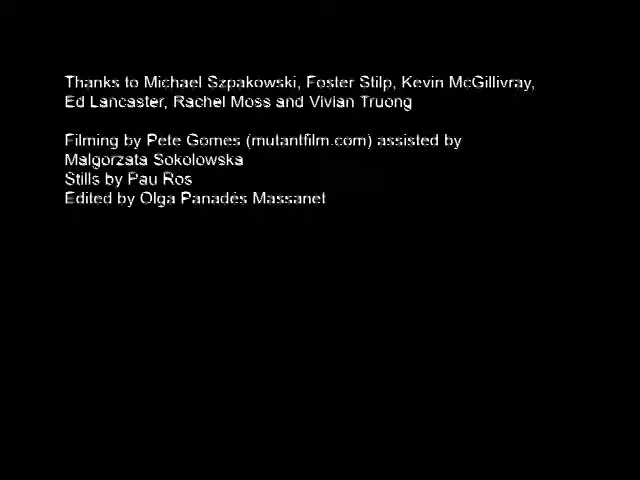 Thanks to Michael Szpakowski, Foster Stilp, Kevin McGillivray,
Ed Lancaster, Rachel Moss and Vivian Truong
Filming by Pete Gomes (mutantfilm.com) assisted by
Malgorzata Sokolowska
Stills by Pau Ros
Edited by Olga Panadés Massanet